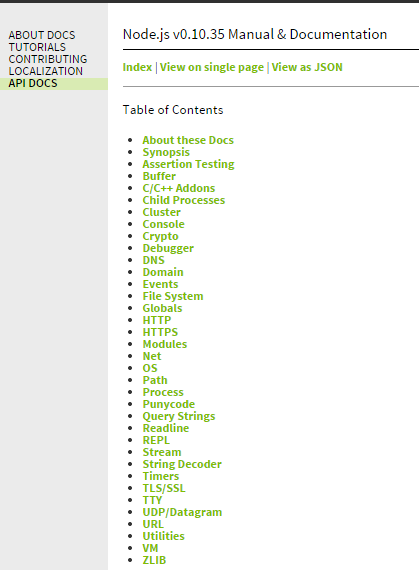 ABOUT DOCS
TUTORIALS
CONTRIBUTING
LOCALIZATION
API DOCS
Node.js v0.10.35 Manual & Documentation
Index | View on single page | View as JSON
Table of Contents
• About these Docs
• Synopsis
• Assertion Testing
• Buffer
• C/C++ Addons
• Child Processes
• Cluster
• Console
• Crypto
• Debugger
• DNS
• Domain
• Events
• File System
• Globals
• HTTP
• HTTPS
• Modules
• Net
• OS
• Path
• Process
• Punycode
• Query Strings
• Readline
• REPL
• Stream
• String Decoder
• Timers
• TLS/SSL
• TTY
• UDP/Datagram
• URL
• Utilities
• VM
• ZLIB